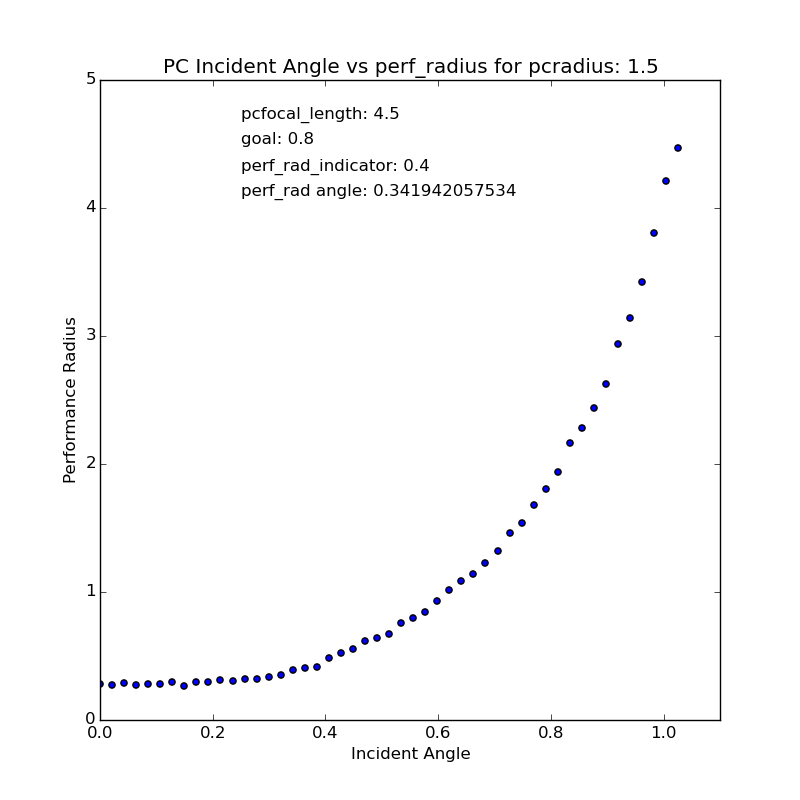 PC Incident Angle vs perf_radius for pcradius: 1.5
pcfocal_length: 4.5
goal: 0.8
perf_rad_indicator: 0.4
perf_rad angle: 0.341942057534
Performance Radius
5
4
3
2
1
0
0.0 0.2 0.4 0.6 0.8 1.0
Incident Angle